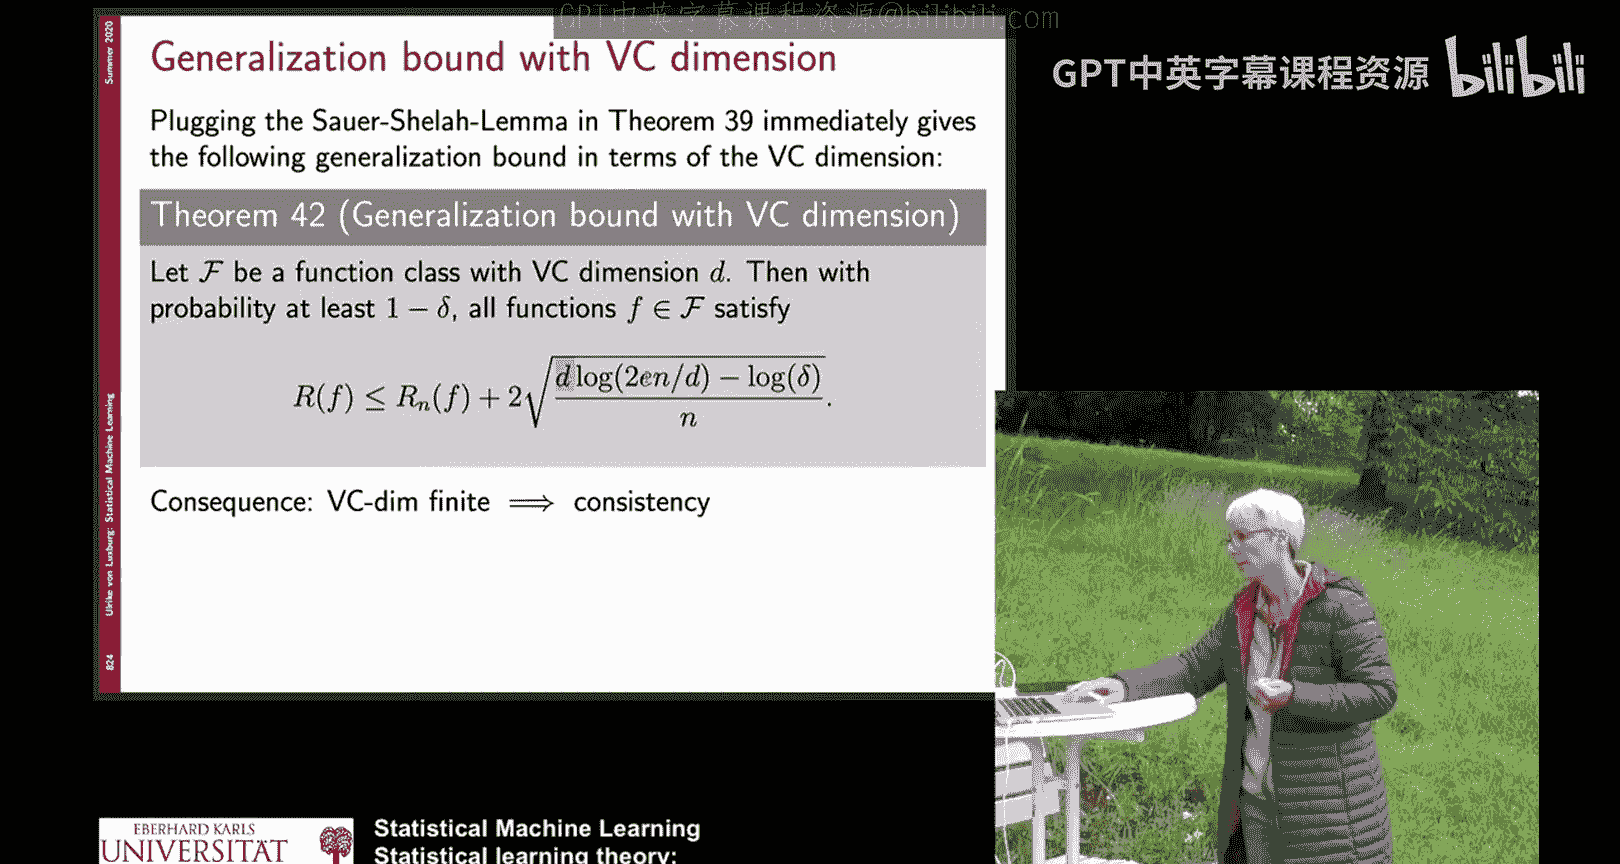 GPT中英字幕课程资源@bilibili.com
GPT中英字幕课程资源 bilibili
Summer 2020
Generalization bound with VC dimension
Plugging the Sauer-Shelah-Lemma in Theorem 39 immediately gives
the following generalization bound in terms of the VC dimension:
Theorem 42 (Generalization bound with VC dimension)
Let 𝓕 be a function class with VC dimension d. Then with
probability at least 1 − δ, all functions f ∈ 𝓕 satisfy
R(f) ≤ Rₙ(f) + 2√((d log(2en/d) − log(δ))/n).
Consequence: VC-dim finite ⟹ consistency
Ulrike von Luxburg: Statistical Machine Learning
824
EBERHARD KARLS
UNIVERSITÄT
Statistical Machine Learning
Statistical learning theory: